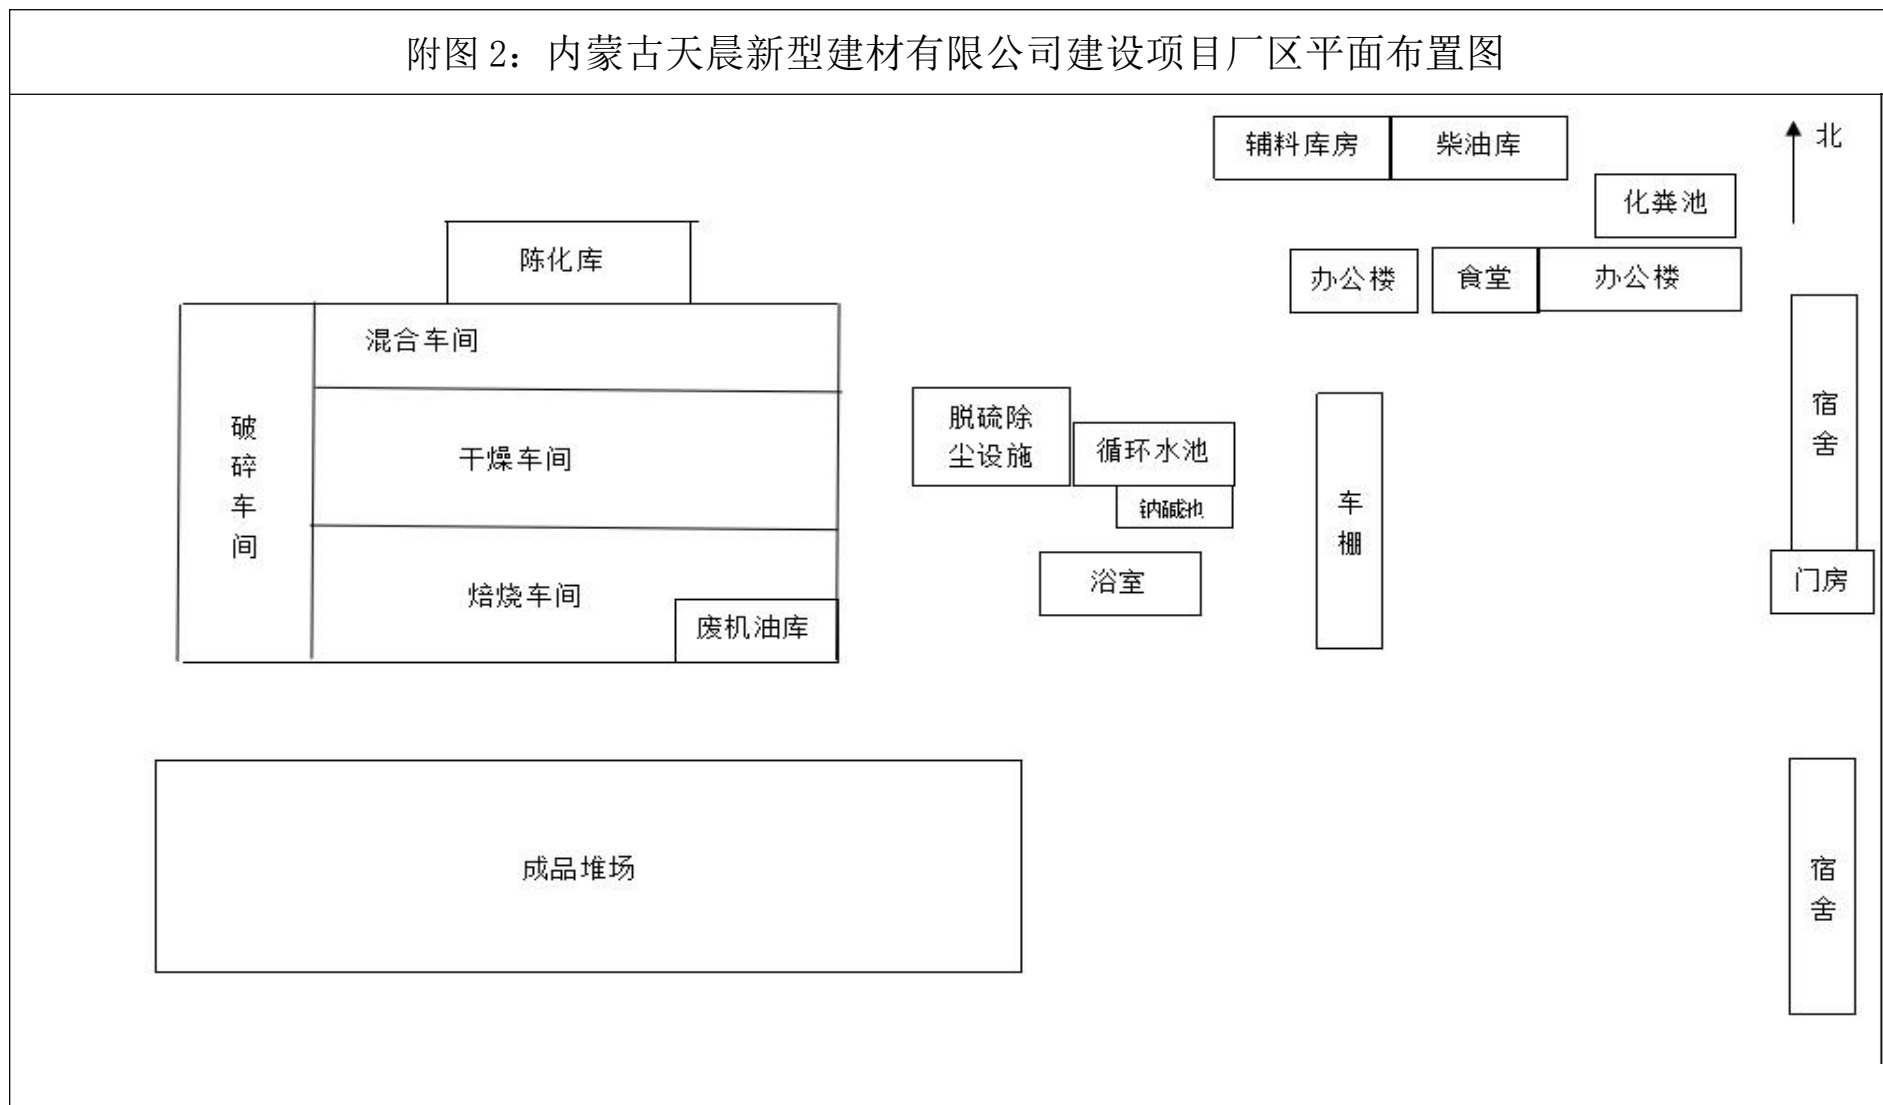 附图 2：内蒙古天晨新型建材有限公司建设项目厂区平面布置图
辅料库房
柴油库
北
化粪池
陈化库
办公楼
食堂
办公楼
混合车间
破碎车间
干燥车间
脱硫除
尘设施
循环水池
钠碱池
宿舍
车棚
浴室
门房
焙烧车间
废机油库
成品堆场
宿舍